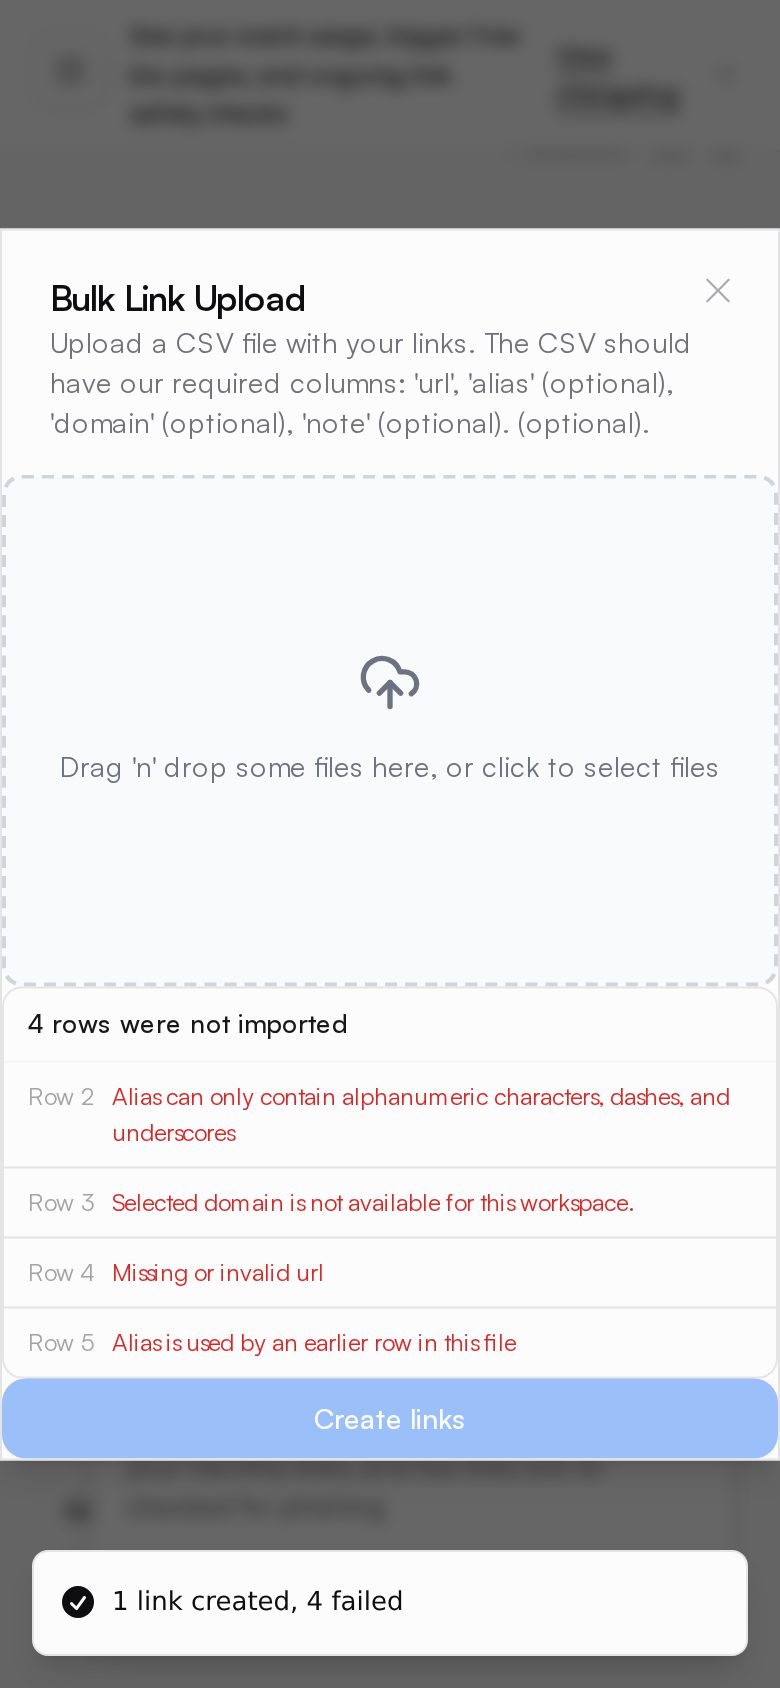 Bulk Link Upload
Upload a CSV file with your links. The CSV should
have our required columns: 'url', 'alias' (optional),
'domain' (optional), 'note' (optional). (optional).
Drag 'n' drop some files here, or click to select files
4 rows were not imported
Row 2 Alias can only contain alphanumeric characters, dashes, and
underscores
Row 3 Selected domain is not available for this workspace.
Row 4 Missing or invalid url
Row 5 Alias is used by an earlier row in this file
Create links
1 link created, 4 failed